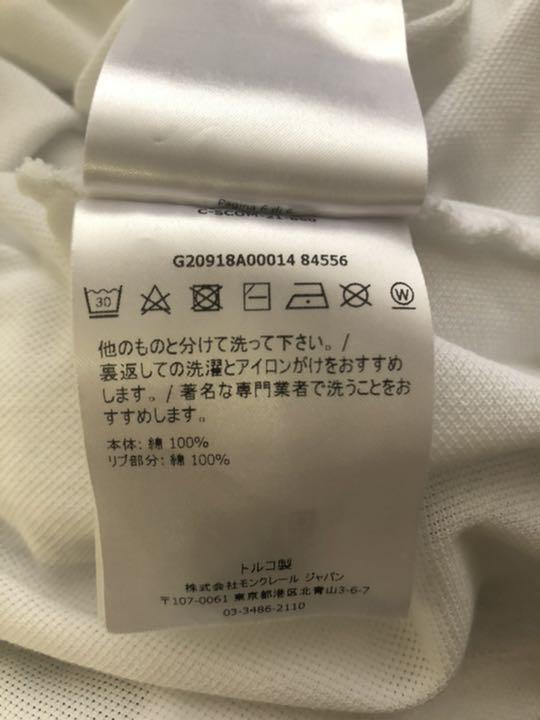 Pagina 6 di 6
G20918A00014 84556
30
W
他のものと分けて洗って下さい。/
裏返しての洗濯とアイロンがけをおすすめ
します。/ 著名な専門業者で洗うことをお
すすめします。
本体: 綿 100%
リブ部分: 綿 100%
トルコ製
株式会社モンクレール ジャパン
〒107-0061 東京都港区北青山3-6-7
03-3486-2110